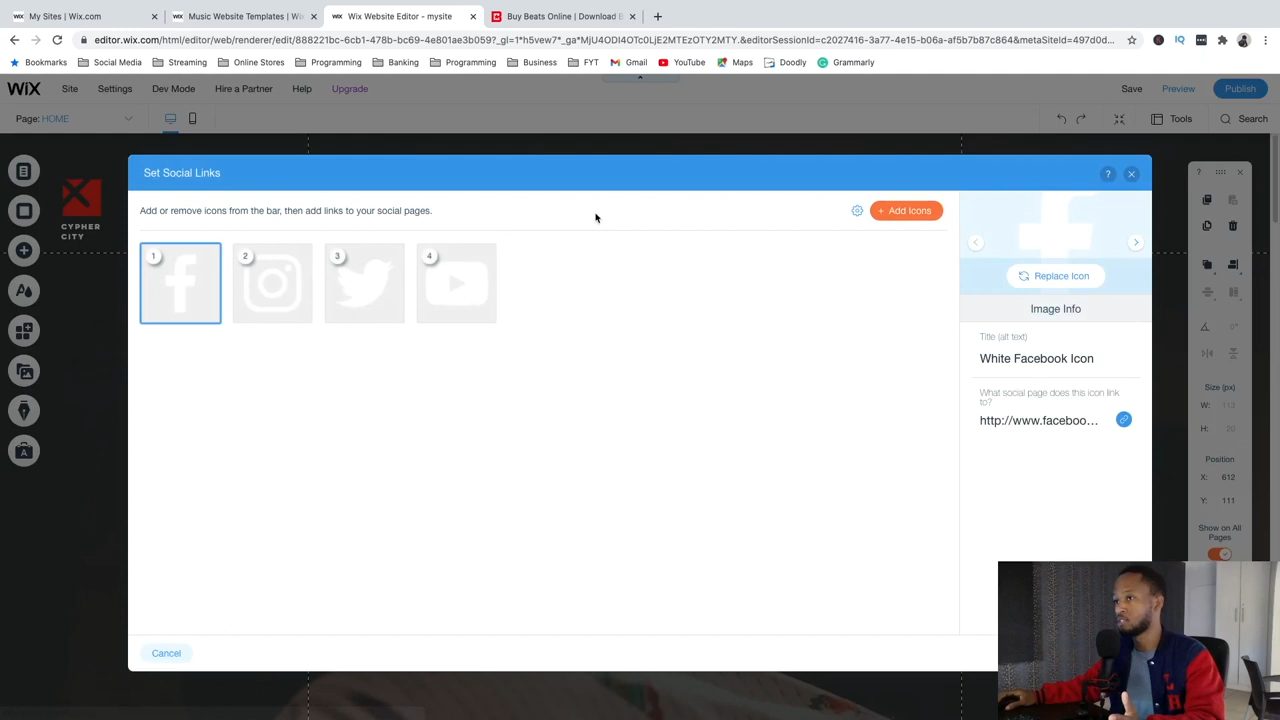 My Sites | Wix.com
Music Website Templates | Wi
Wix Website Editor - mysite
Buy Beats Online | Download B
editor.wix.com/html/editor/web/renderer/edit/888221bc-6cb1-478b-bc69-4e801ae3b059?_gl=1*h5vew7*_ga*MjU4ODI4OTc0LjE2MTEzOTY2MTY.&editorSessionId=c2027416-3a77-4e15-b06a-af5b7b87c864&metaSiteId=497d0d...
Bookmarks
Social Media
Streaming
Online Stores
Programming
Banking
Programming
Business
FYT
Gmail
YouTube
Maps
Doodly
Grammarly
WiX
Site
Settings
Dev Mode
Hire a Partner
Help
Upgrade
Save
Preview
Publish
Page: HOME
Tools
Search
CYPHER
CITY
Set Social Links
Add or remove icons from the bar, then add links to your social pages.
+ Add Icons
1
2
3
4
Replace Icon
Image Info
Title (alt text)
White Facebook Icon
What social page does this icon link
to?
http://www.faceboo...
Cancel
0°
Size (px)
W: 112
H: 20
Position
X: 612
Y: 111
Show on All
Pages